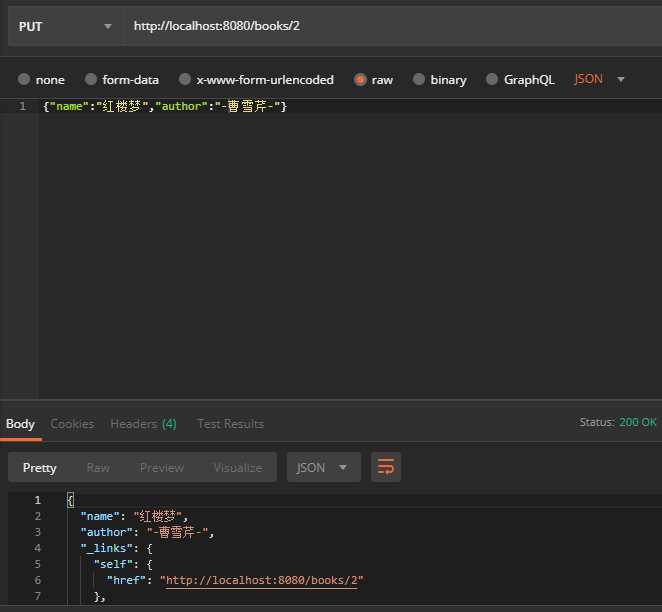 PUT http://localhost:8080/books/2
none form-data x-www-form-urlencoded raw binary GraphQL JSON
1 {"name":"红楼梦","author":"-曹雪芹-"}
Body Cookies Headers (4) Test Results Status: 200 OK
Pretty Raw Preview Visualize JSON
1 {
2 "name": "红楼梦",
3 "author": "-曹雪芹-",
4 "_links": {
5 "self": {
6 "href": "http://localhost:8080/books/2"
7 },